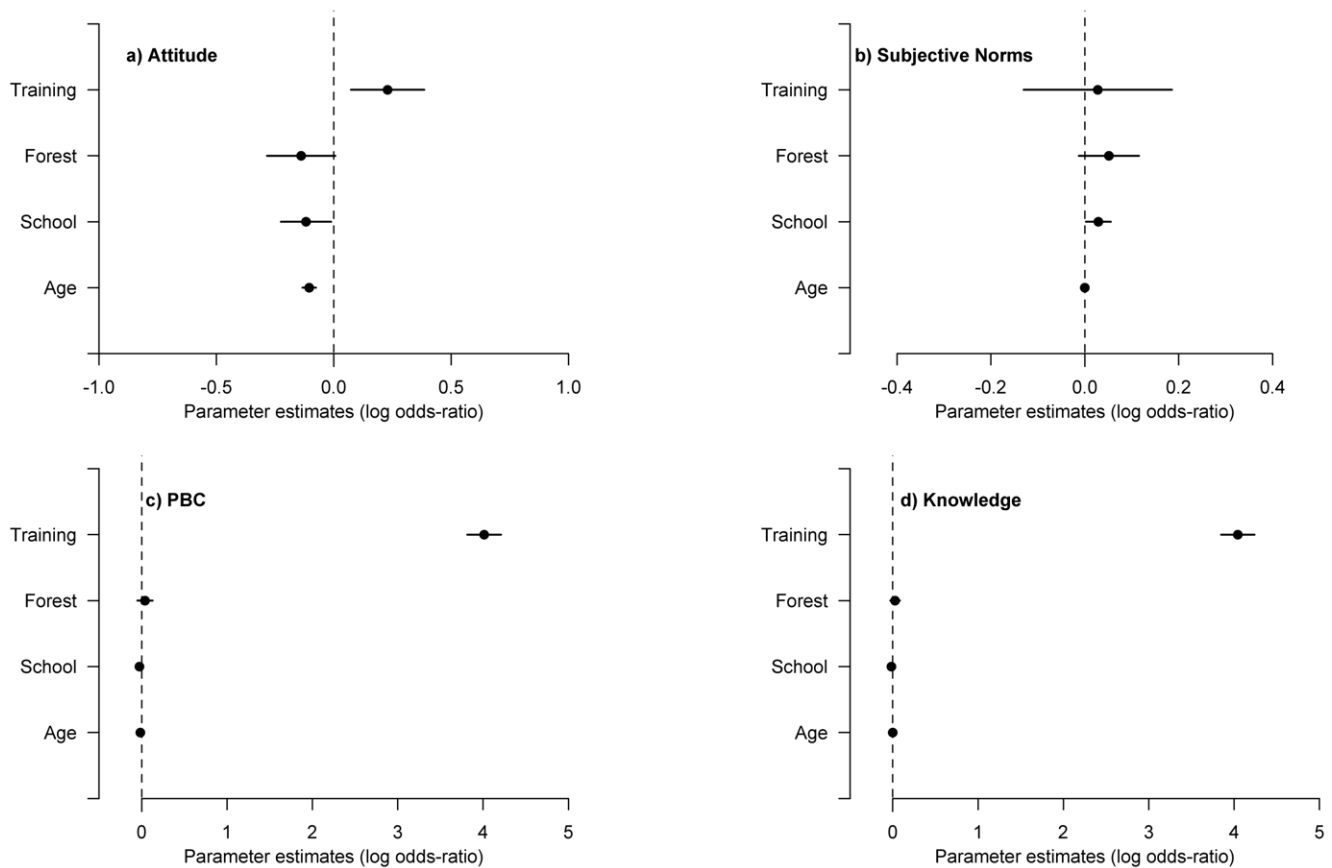 a) Attitude
Training
Forest
School
Age
-1.0 -0.5 0.0 0.5 1.0
Parameter estimates (log odds-ratio)
b) Subjective Norms
Training
Forest
School
Age
-0.4 -0.2 0.0 0.2 0.4
Parameter estimates (log odds-ratio)
c) PBC
Training
Forest
School
Age
0 1 2 3 4 5
Parameter estimates (log odds-ratio)
d) Knowledge
Training
Forest
School
Age
0 1 2 3 4 5
Parameter estimates (log odds-ratio)